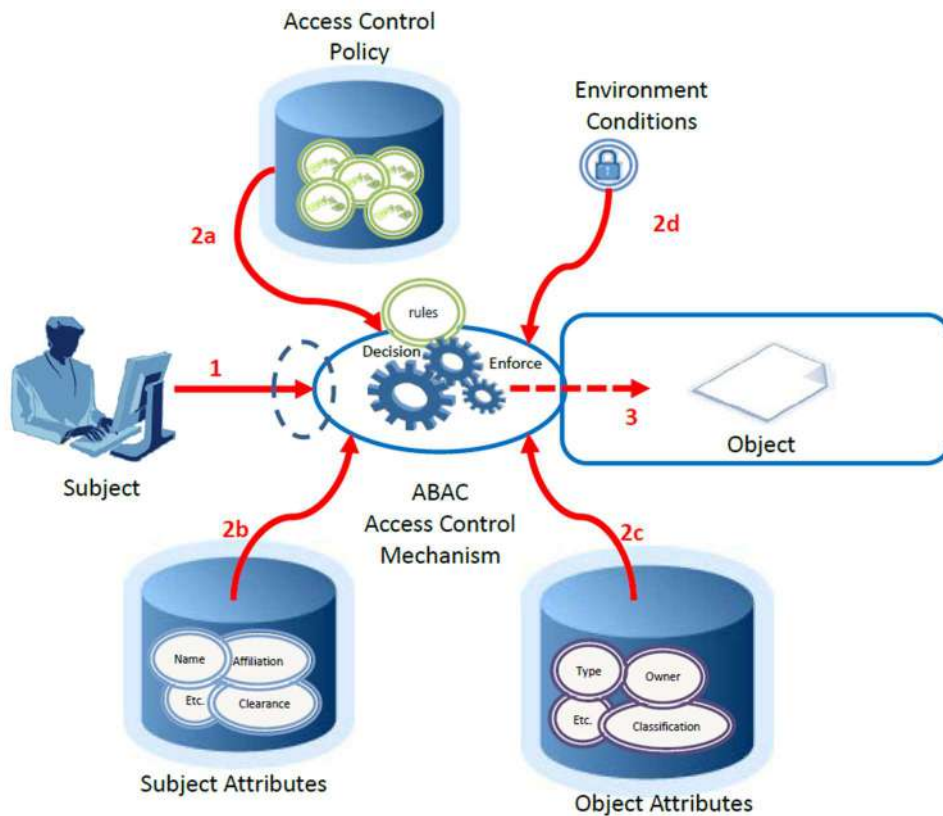 Access Control
Policy
Environment
Conditions
2a
2d
rules
Decision
Enforce
1
3
Subject
Object
ABAC
Access Control
Mechanism
2b
2c
Name
Affiliation
Etc.
Clearance
Type
Owner
Etc.
Classification
Subject Attributes
Object Attributes